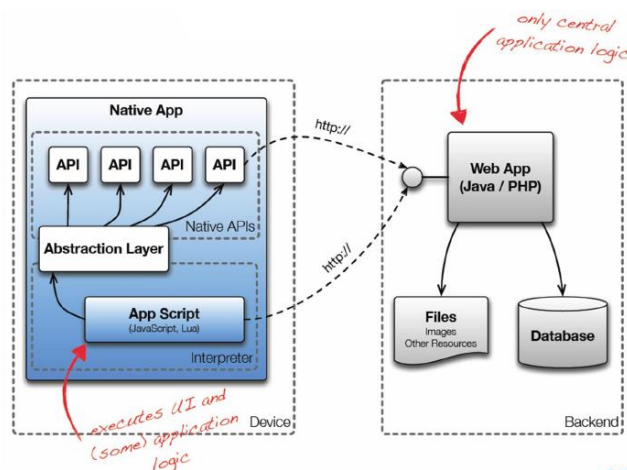 only central
application logic
Native App
API
API
API
API
Native APIs
Abstraction Layer
App Script
(JavaScript, Lua)
Interpreter
Device
executes UI and
(some) application
logic
http://
http://
Web App
(Java / PHP)
Files
Images
Other Resources
Database
Backend